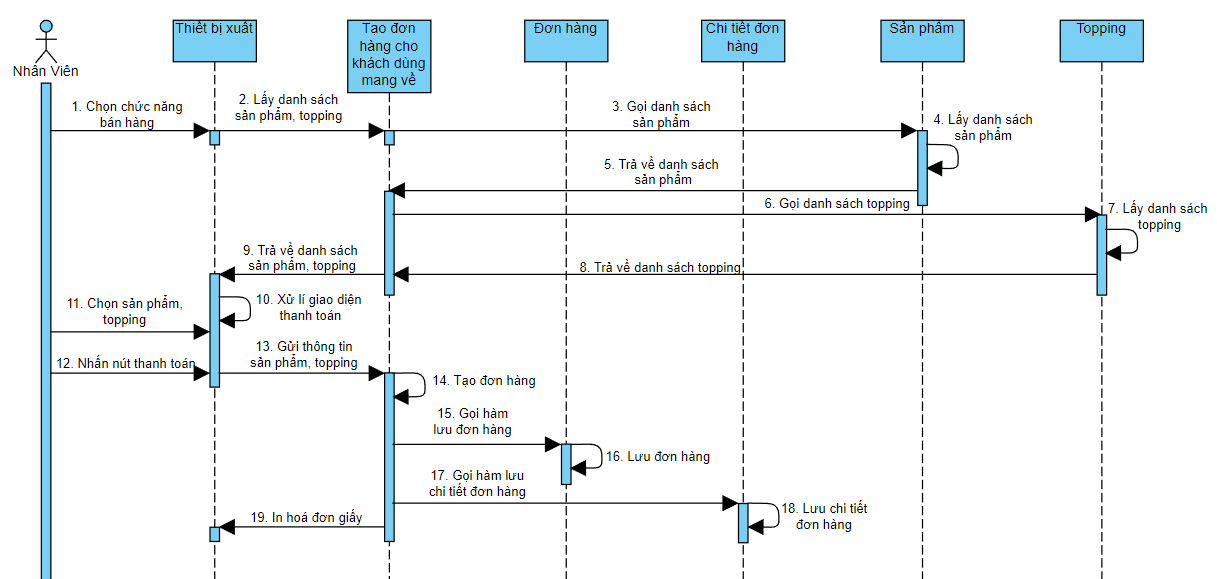 Nhân Viên
Thiết bị xuất
Tạo đơn
hàng cho
khách dùng
mang về
Đơn hàng
Chi tiết đơn
hàng
Sản phẩm
Topping
1. Chọn chức năng
bán hàng
2. Lấy danh sách
sản phẩm, topping
3. Gọi danh sách
sản phẩm
4. Lấy danh sách
sản phẩm
5. Trả về danh sách
sản phẩm
6. Gọi danh sách topping
7. Lấy danh sách
topping
8. Trả về danh sách topping
9. Trả về danh sách
sản phẩm, topping
10. Xử lí giao diện
thanh toán
11. Chọn sản phẩm,
topping
12. Nhấn nút thanh toán
13. Gửi thông tin
sản phẩm, topping
14. Tạo đơn hàng
15. Gọi hàm
lưu đơn hàng
16. Lưu đơn hàng
17. Gọi hàm lưu
chi tiết đơn hàng
18. Lưu chi tiết
đơn hàng
19. In hoá đơn giấy